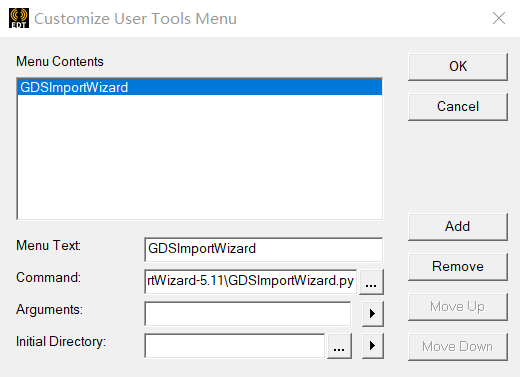 EDT Customize User Tools Menu
Menu Contents
OK
GDSImportWizard
Cancel
Add
Menu Text: GDSImportWizard
Remove
Command: rtWizard-5.11\GDSImportWizard.py ...
Arguments:
Move Up
Initial Directory: ...
Move Down